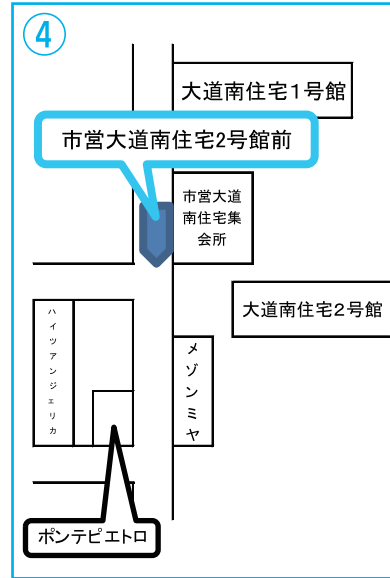 ④
大道南住宅1号館
市営大道南住宅2号館前
市営大道
南住宅集
会所
大道南住宅2号館
ハイツアンジェリカ
メゾンミヤ
ポンテピエトロ